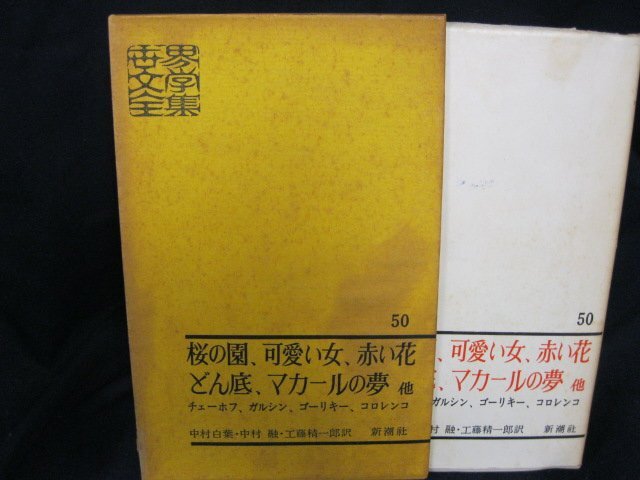 世界
文学
全集
50
桜の園、可愛い女、赤い花
どん底、マカールの夢 他
チェーホフ、ガルシン、ゴーリキー、コロレンコ
中村白葉・中村 融・工藤精一郎訳 新潮社
50
、可愛い女、赤い花
、マカールの夢 他
ガルシン、ゴーリキー、コロレンコ
村 融・工藤精一郎訳 新潮社